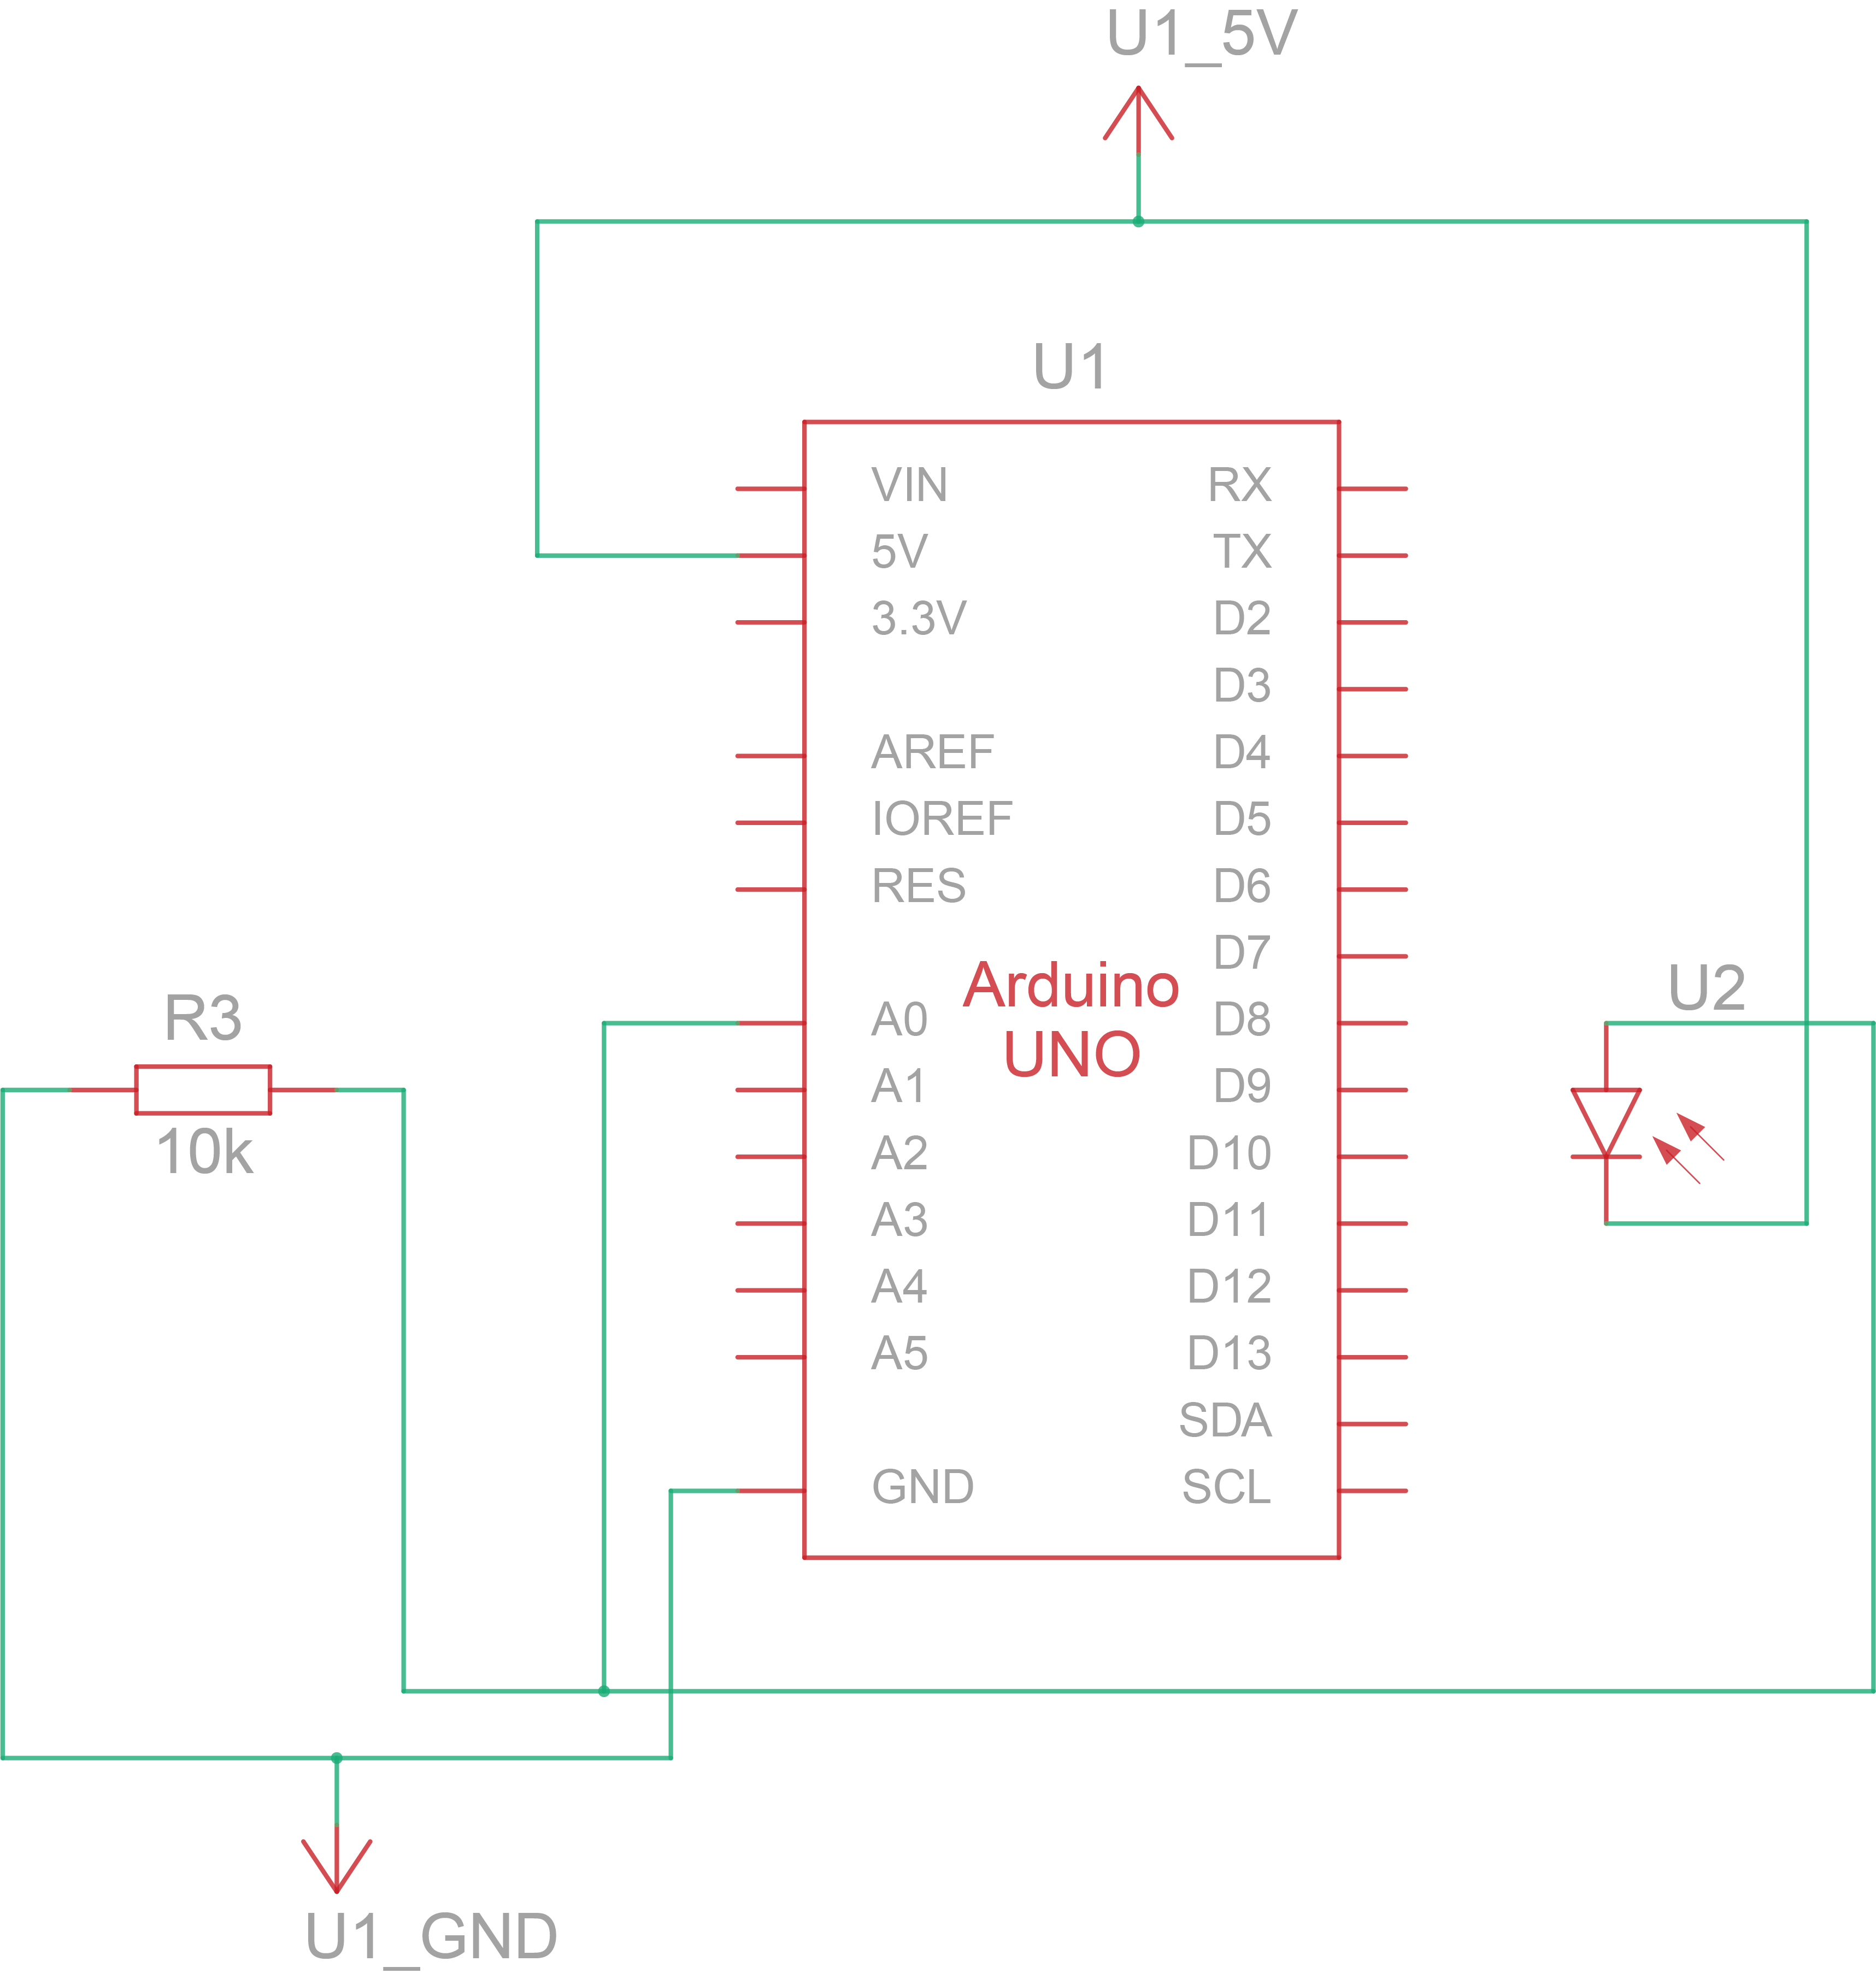 U1_5V
U1
VIN
RX
5V
TX
3.3V
D2
D3
AREF
D4
IOREF
D5
RES
D6
D7
Arduino
UNO
A0
D8
A1
D9
A2
D10
A3
D11
A4
D12
A5
D13
SDA
GND
SCL
U2
R3
10k
U1_GND